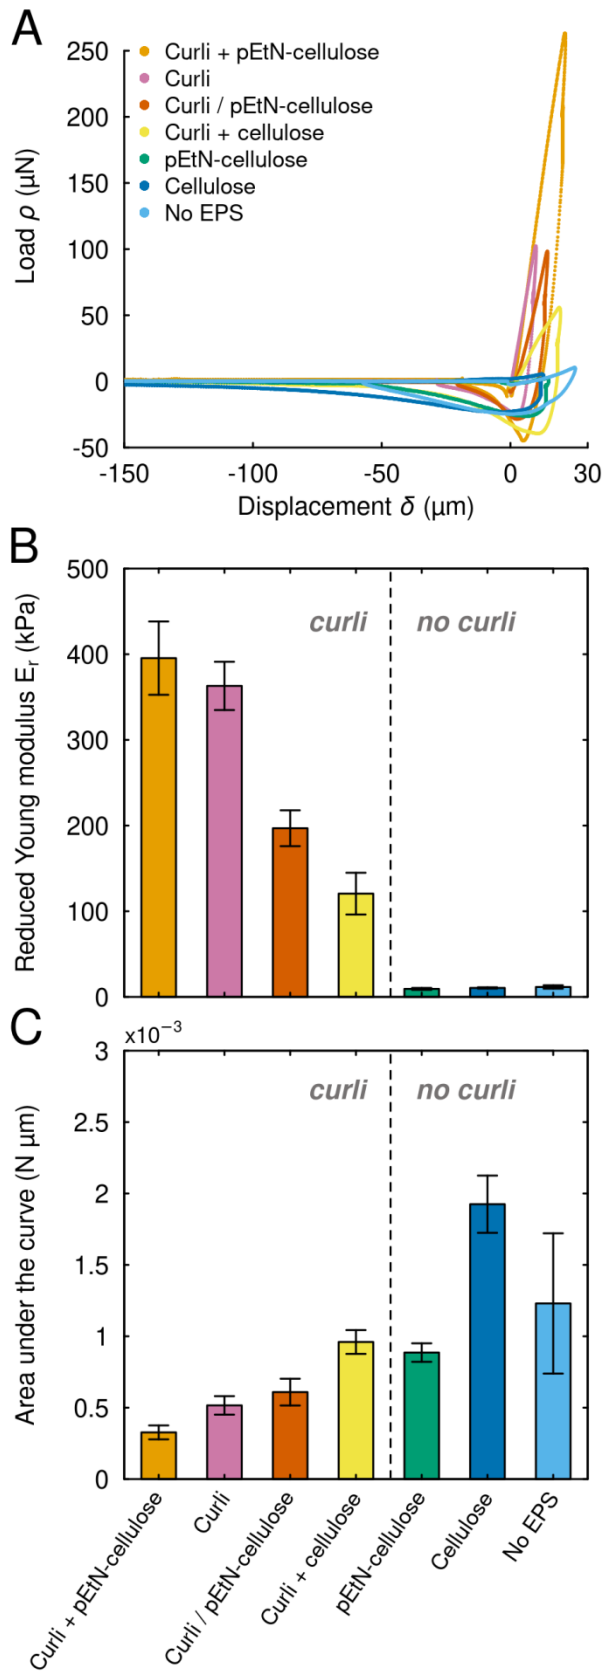 A
250
200
150
100
50
0
-50
Load ρ (µN)
Curli + pEtN-cellulose
Curli
Curli / pEtN-cellulose
Curli + cellulose
pEtN-cellulose
Cellulose
No EPS
-150 -100 -50 0 30
Displacement δ (µm)
B
500
400
300
200
100
0
Reduced Young modulus Er (kPa)
curli no curli
C
x10−3
3
2.5
2
1.5
1
0.5
0
Area under the curve (N µm)
curli no curli
Curli + pEtN-cellulose
Curli
Curli / pEtN-cellulose
Curli + cellulose
pEtN-cellulose
Cellulose
No EPS